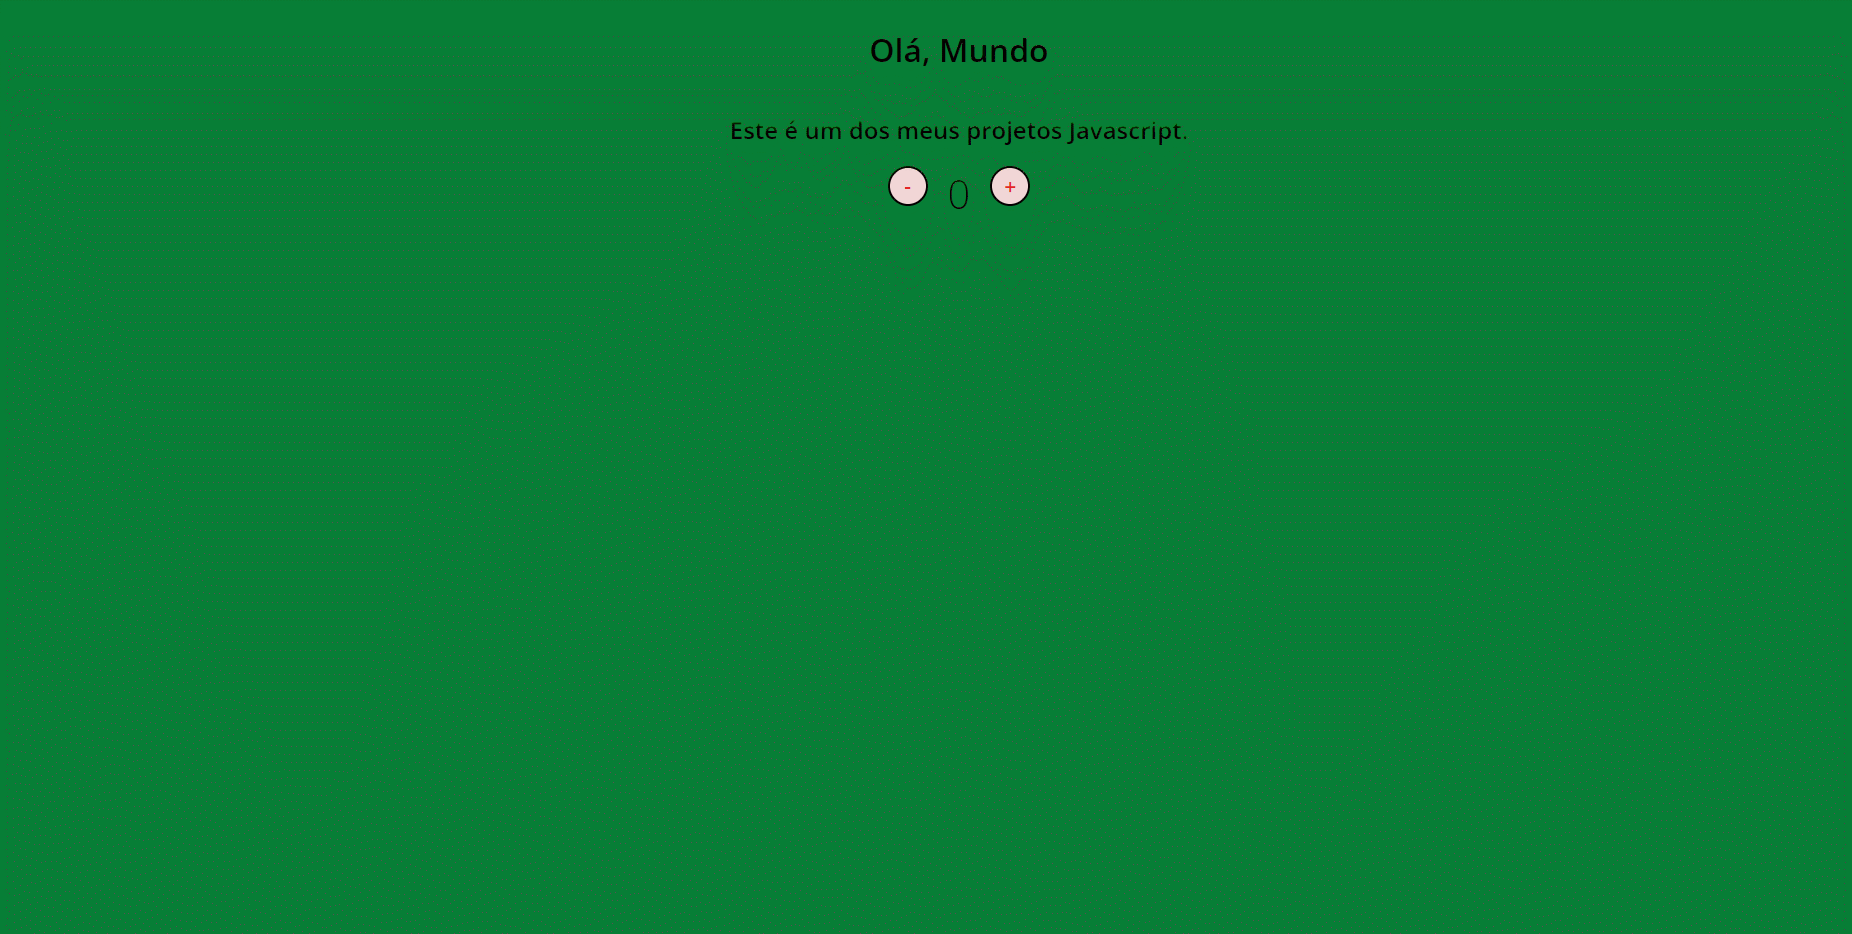 Olá, Mundo
Este é um dos meus projetos Javascript.
- 0 +